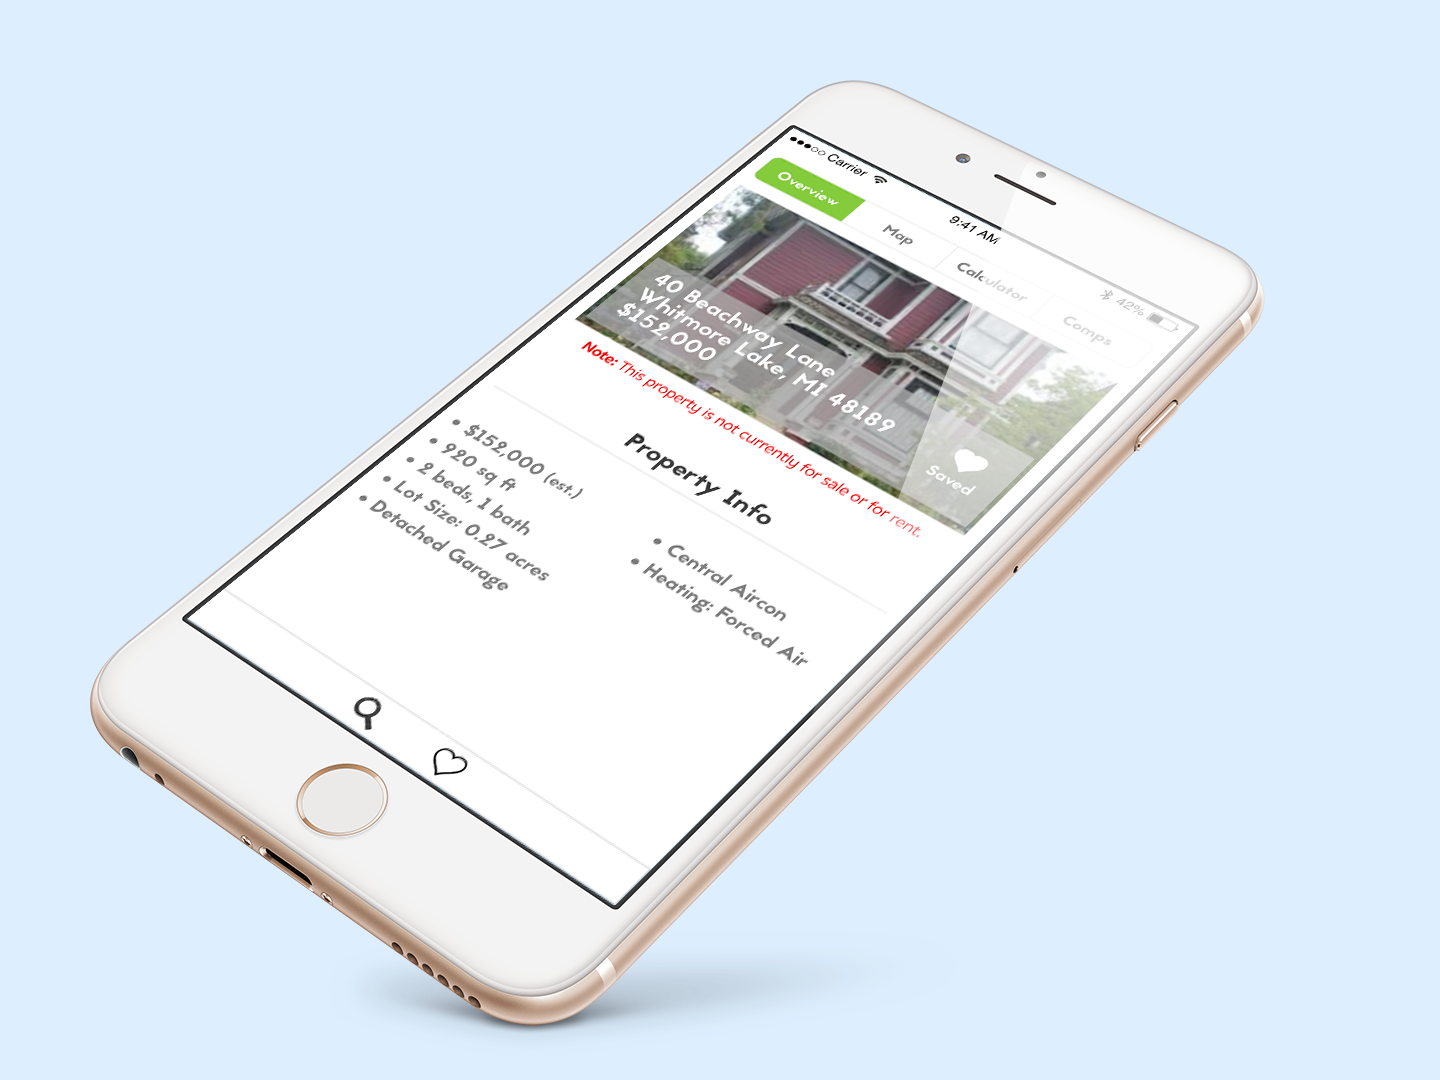 Carrier
9:41 AM
42%
Overview
Map
Calculator
Comps
40 Beachway Lane
Whitmore Lake, MI 48189
$152,000
Saved
Note: This property is not currently for sale or for rent.
Property Info
• $152,000 (est.)
• 920 sq ft
• 2 beds, 1 bath
• Lot Size: 0.27 acres
• Detached Garage
• Central Aircon
• Heating: Forced Air